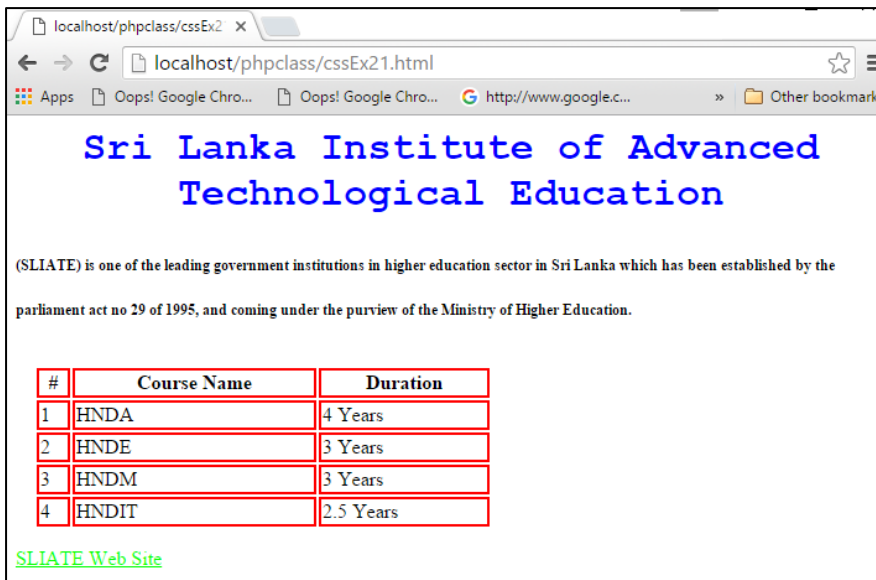 localhost/phpclass/cssEx2
localhost/phpclass/cssEx21.html
Apps Oops! Google Chro... Oops! Google Chro... http://www.google.c... » Other bookmark
Sri Lanka Institute of Advanced
Technological Education
(SLIATE) is one of the leading government institutions in higher education sector in Sri Lanka which has been established by the
parliament act no 29 of 1995, and coming under the purview of the Ministry of Higher Education.
# Course Name Duration
1 HNDA 4 Years
2 HNDE 3 Years
3 HNDM 3 Years
4 HNDIT 2.5 Years
SLIATE Web Site